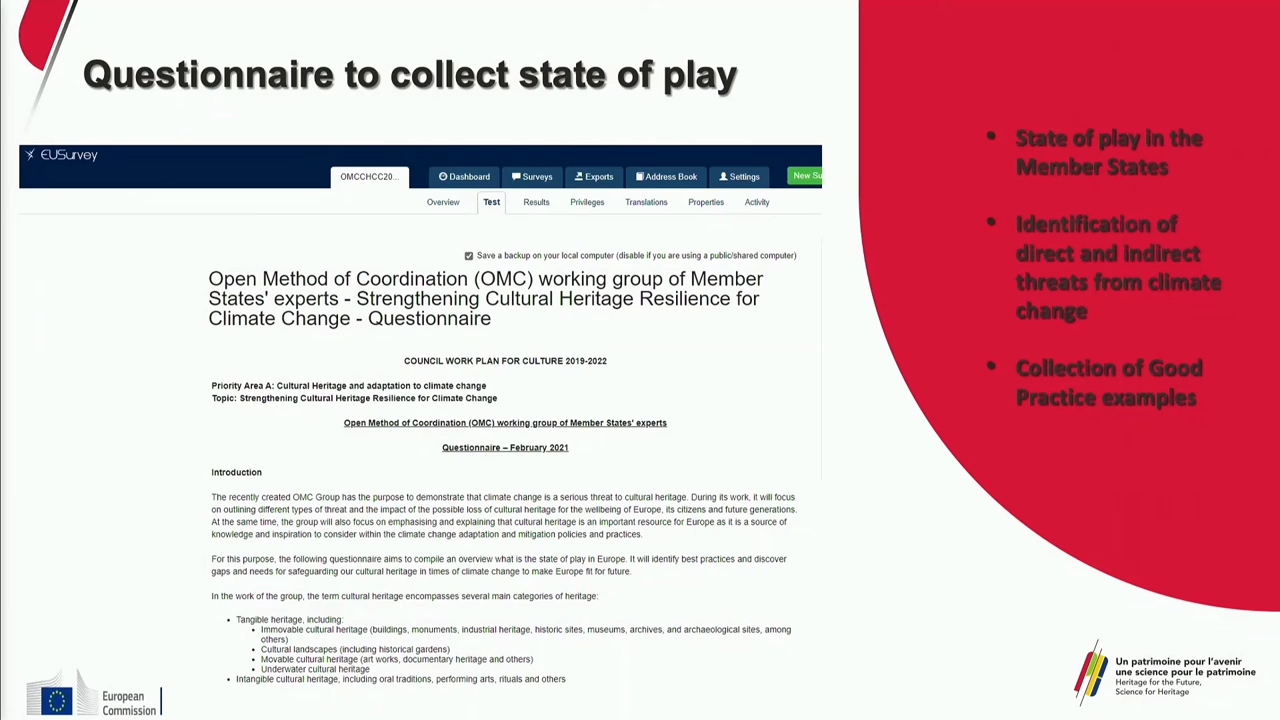 Questionnaire to collect state of play
EUSurvey
OMCCHCC20...
Dashboard
Surveys
Exports
Address Book
Settings
New Su
Overview
Test
Results
Privileges
Translations
Properties
Activity
Save a backup on your local computer (disable if you are using a public/shared computer)
Open Method of Coordination (OMC) working group of Member
States' experts - Strengthening Cultural Heritage Resilience for
Climate Change - Questionnaire
COUNCIL WORK PLAN FOR CULTURE 2019-2022
Priority Area A: Cultural Heritage and adaptation to climate change
Topic: Strengthening Cultural Heritage Resilience for Climate Change
Open Method of Coordination (OMC) working group of Member States' experts
Questionnaire – February 2021
Introduction
The recently created OMC Group has the purpose to demonstrate that climate change is a serious threat to cultural heritage. During its work, it will focus
on outlining different types of threat and the impact of the possible loss of cultural heritage for the wellbeing of Europe, its citizens and future generations.
At the same time, the group will also focus on emphasising and explaining that cultural heritage is an important resource for Europe as it is a source of
knowledge and inspiration to consider within the climate change adaptation and mitigation policies and practices.
For this purpose, the following questionnaire aims to compile an overview what is the state of play in Europe. It will identify best practices and discover
gaps and needs for safeguarding our cultural heritage in times of climate change to make Europe fit for future.
In the work of the group, the term cultural heritage encompasses several main categories of heritage:
• Tangible heritage, including:
• Immovable cultural heritage (buildings, monuments, industrial heritage, historic sites, museums, archives, and archaeological sites, among
others)
• Cultural landscapes (including historical gardens)
• Movable cultural heritage (art works, documentary heritage and others)
• Underwater cultural heritage
• Intangible cultural heritage, including oral traditions, performing arts, rituals and others
• State of play in the
Member States
• Identification of
direct and indirect
threats from climate
change
• Collection of Good
Practice examples
European
Commission
Un patrimoine pour l'avenir
une science pour le patrimoine
Heritage for the Future,
Science for Heritage